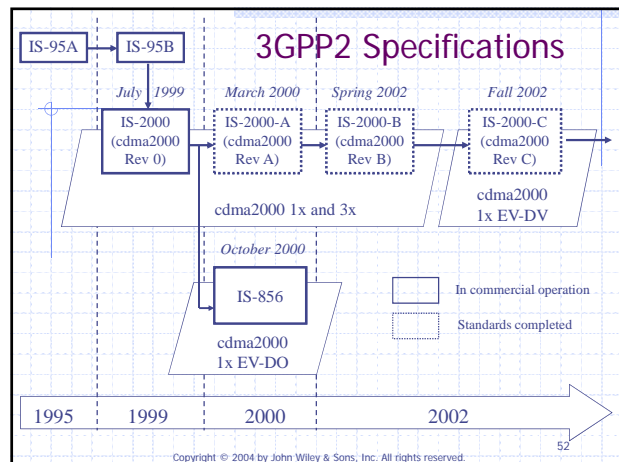 3GPP2 Specifications
IS-95A
IS-95B
July 1999
March 2000
Spring 2002
Fall 2002
IS-2000
(cdma2000
Rev 0)
IS-2000-A
(cdma2000
Rev A)
IS-2000-B
(cdma2000
Rev B)
IS-2000-C
(cdma2000
Rev C)
cdma2000 1x and 3x
cdma2000
1x EV-DV
October 2000
IS-856
cdma2000
1x EV-DO
In commercial operation
Standards completed
1995
1999
2000
2002
52
Copyright © 2004 by John Wiley & Sons, Inc. All rights reserved.